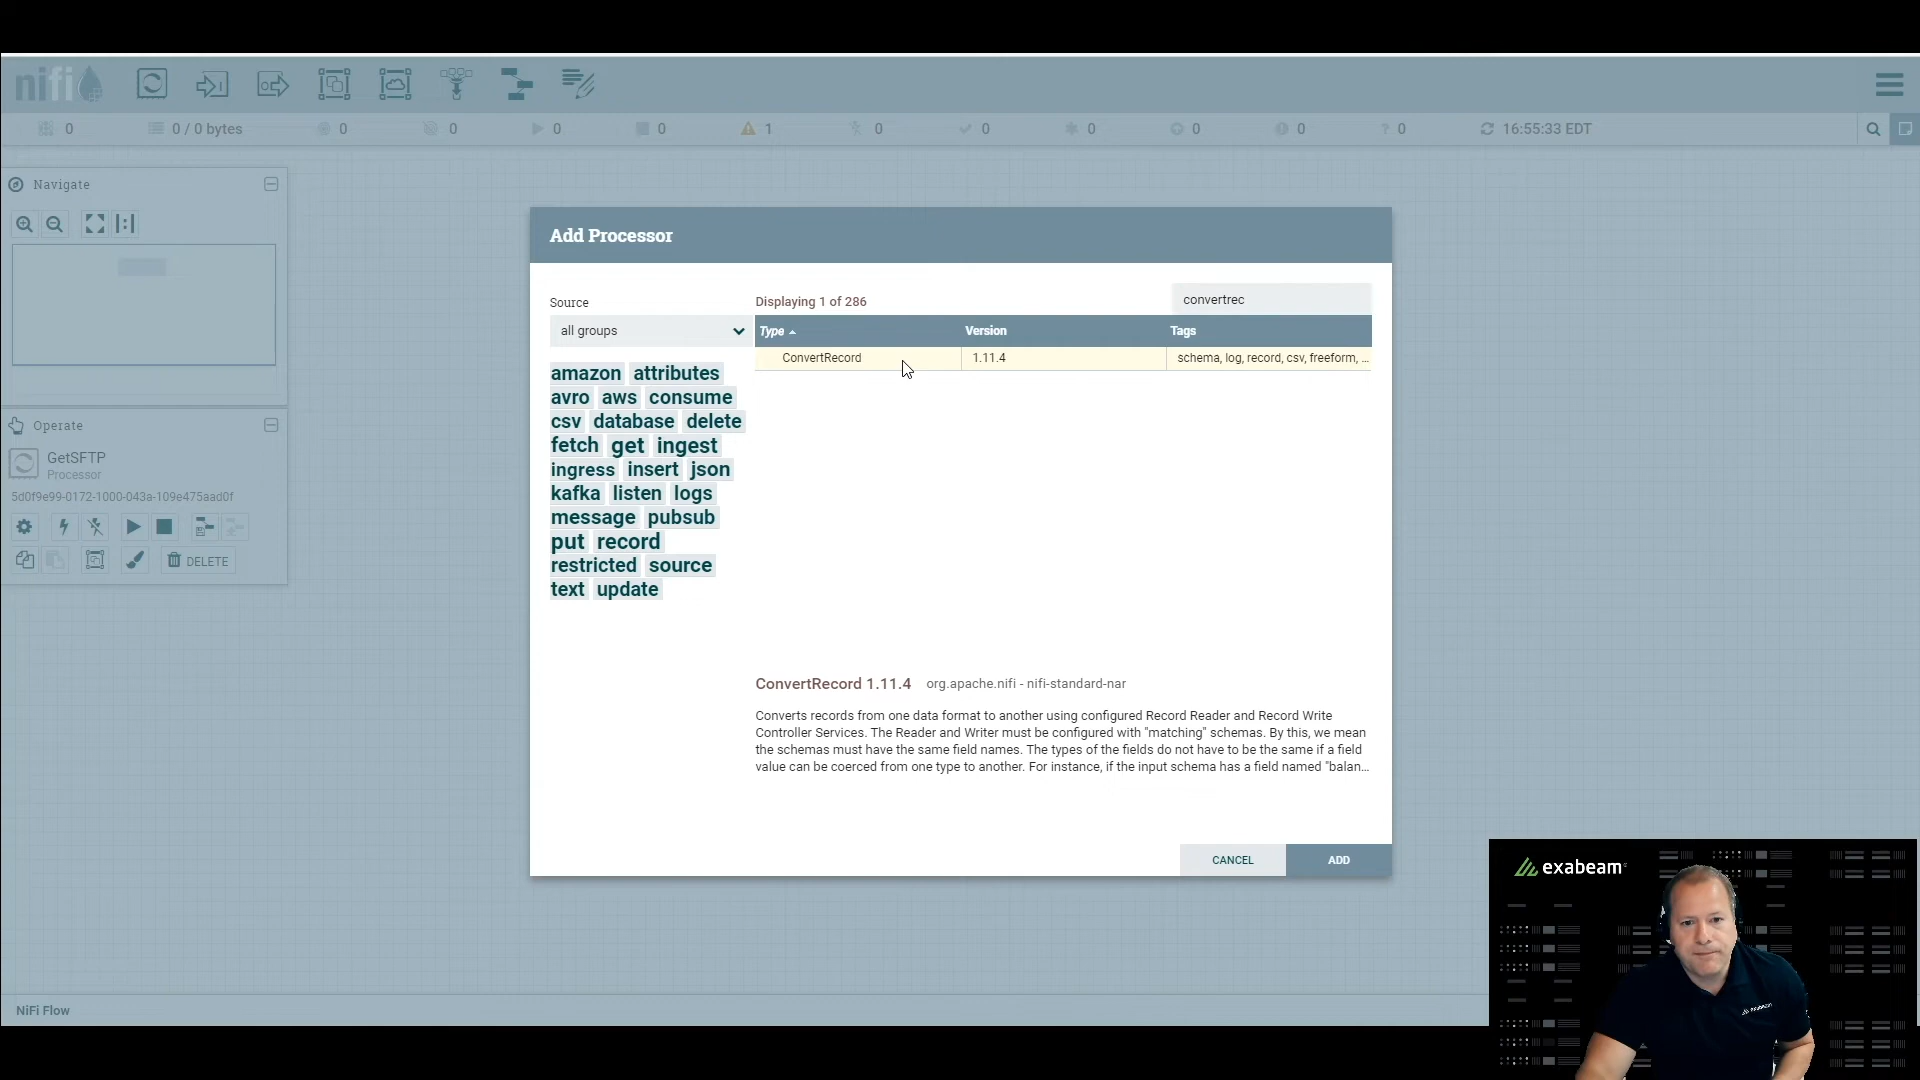 nifi
0
0 / 0 bytes
0
0
0
0
1
0
0
0
0
0
0
16:55:33 EDT
Navigate
Operate
GetSFTP
Processor
5d0f9e99-0172-1000-043a-109e475aad0f
DELETE
Add Processor
Source
Displaying 1 of 286
convertrec
all groups
Type
Version
Tags
ConvertRecord
1.11.4
schema, log, record, csv, freeform, ...
amazon attributes
avro aws consume
csv database delete
fetch get ingest
ingress insert json
kafka listen logs
message pubsub
put record
restricted source
text update
ConvertRecord 1.11.4 org.apache.nifi - nifi-standard-nar
Converts records from one data format to another using configured Record Reader and Record Write
Controller Services. The Reader and Writer must be configured with "matching" schemas. By this, we mean
the schemas must have the same field names. The types of the fields do not have to be the same if a field
value can be coerced from one type to another. For instance, if the input schema has a field named "balan...
CANCEL
ADD
exabeam
exabeam
NiFi Flow